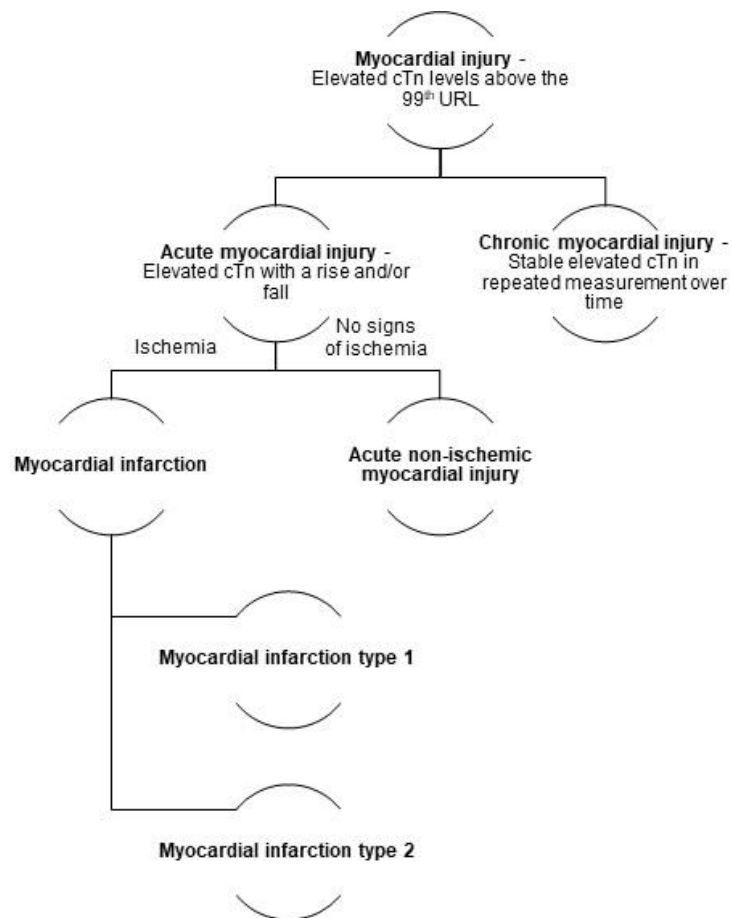 Myocardial injury -
Elevated cTn levels above the
99th URL
Acute myocardial injury -
Elevated cTn with a rise and/or
fall
Chronic myocardial injury -
Stable elevated cTn in
repeated measurement over
time
Ischemia
No signs
of ischemia
Myocardial infarction
Acute non-ischemic
myocardial injury
Myocardial infarction type 1
Myocardial infarction type 2